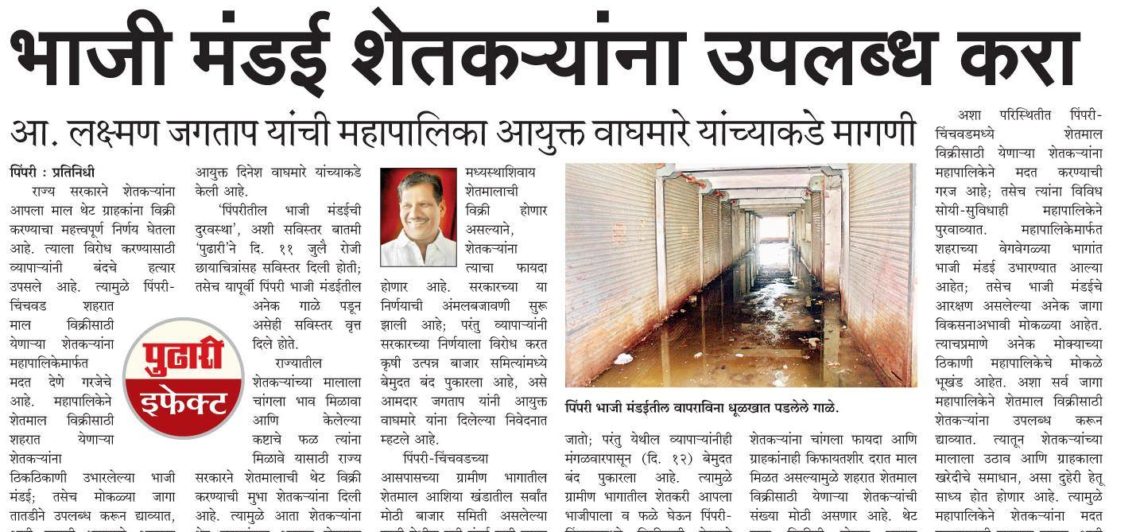 भाजी मंडई शेतकऱ्यांना उपलब्ध करा
आ. लक्ष्मण जगताप यांची महापालिका आयुक्त वाघमारे यांच्याकडे मागणी
पिंपरी : प्रतिनिधी
राज्य सरकारने शेतकऱ्यांना
आपला माल थेट ग्राहकांना विक्री
करण्याचा महत्त्वपूर्ण निर्णय घेतला
आहे. त्याला विरोध करण्यासाठी
व्यापाऱ्यांनी बंदचे हत्यार
उपसले आहे. त्यामुळे पिंपरी-
चिंचवड शहरात
माल विक्रीसाठी
येणाऱ्या शेतकऱ्यांना
महापालिकेमार्फत
मदत देणे गरजेचे
आहे. महापालिकेने
शेतमाल विक्रीसाठी
शहरात येणाऱ्या
शेतकऱ्यांना
ठिकठिकाणी उभारलेल्या भाजी
मंडई; तसेच मोकळ्या जागा
तातडीने उपलब्ध करून द्याव्यात,
पुढारी
इफेक्ट
आयुक्त दिनेश वाघमारे यांच्याकडे
केली आहे.
'पिंपरीतील भाजी मंडईची
दुरवस्था', अशी सविस्तर बातमी
'पुढारी'ने दि. ११ जुलै रोजी
छायाचित्रांसह सविस्तर दिली होती;
तसेच यापूर्वी पिंपरी भाजी मंडईतील
अनेक गाळे पडून
असेही सविस्तर वृत्त
दिले होते.
राज्यातील
शेतकऱ्यांच्या मालाला
चांगला भाव मिळावा
आणि केलेल्या
कष्टाचे फळ त्यांना
मिळावे यासाठी राज्य
सरकारने शेतमालाची थेट विक्री
करण्याची मुभा शेतकऱ्यांना दिली
आहे. त्यामुळे आता शेतकऱ्यांना
मध्यस्थाशिवाय
शेतमालाची
विक्री होणार
असल्याने,
शेतकऱ्यांना
त्याचा फायदा
होणार आहे. सरकारच्या या
निर्णयाची अंमलबजावणी सुरू
झाली आहे; परंतु व्यापाऱ्यांनी
सरकारच्या निर्णयाला विरोध करत
कृषी उत्पन्न बाजार समित्यांमध्ये
बेमुदत बंद पुकारला आहे, असे
आमदार जगताप यांनी आयुक्त
वाघमारे यांना दिलेल्या निवेदनात
म्हटले आहे.
पिंपरी-चिंचवडच्या
आसपासच्या ग्रामीण भागातील
शेतमाल आशिया खंडातील सर्वांत
मोठी बाजार समिती असलेल्या
पिंपरी भाजी मंडईतील वापराविना धूळखात पडलेले गाळे.
जातो; परंतु येथील व्यापाऱ्यांनीही
मंगळवारपासून (दि. १२) बेमुदत
बंद पुकारला आहे. त्यामुळे
ग्रामीण भागातील शेतकरी आपला
भाजीपाला व फळे घेऊन पिंपरी-
शेतकऱ्यांना चांगला फायदा आणि
ग्राहकांनाही किफायतशीर दरात माल
मिळत असल्यामुळे शहरात शेतमाल
विक्रीसाठी येणाऱ्या शेतकऱ्यांची
संख्या मोठी असणार आहे. थेट
अशा परिस्थितीत पिंपरी-
चिंचवडमध्ये शेतमाल
विक्रीसाठी येणाऱ्या शेतकऱ्यांना
महापालिकेने मदत करण्याची
गरज आहे; तसेच त्यांना विविध
सोयी-सुविधाही महापालिकेने
पुरवाव्यात. महापालिकेमार्फत
शहराच्या वेगवेगळ्या भागांत
भाजी मंडई उभारण्यात आल्या
आहेत; तसेच भाजी मंडईचे
आरक्षण असलेल्या अनेक जागा
विकसनाअभावी मोकळ्या आहेत.
त्याचप्रमाणे अनेक मोक्याच्या
ठिकाणी महापालिकेचे मोकळे
भूखंड आहेत. अशा सर्व जागा
महापालिकेने शेतमाल विक्रीसाठी
शेतकऱ्यांना उपलब्ध करून
द्याव्यात. त्यातून शेतकऱ्यांच्या
मालाला उठाव आणि ग्राहकाला
खरेदीचे समाधान, असा दुहेरी हेतू
साध्य होत होणार आहे. त्यामुळे
महापालिकेने शेतकऱ्यांना मदत